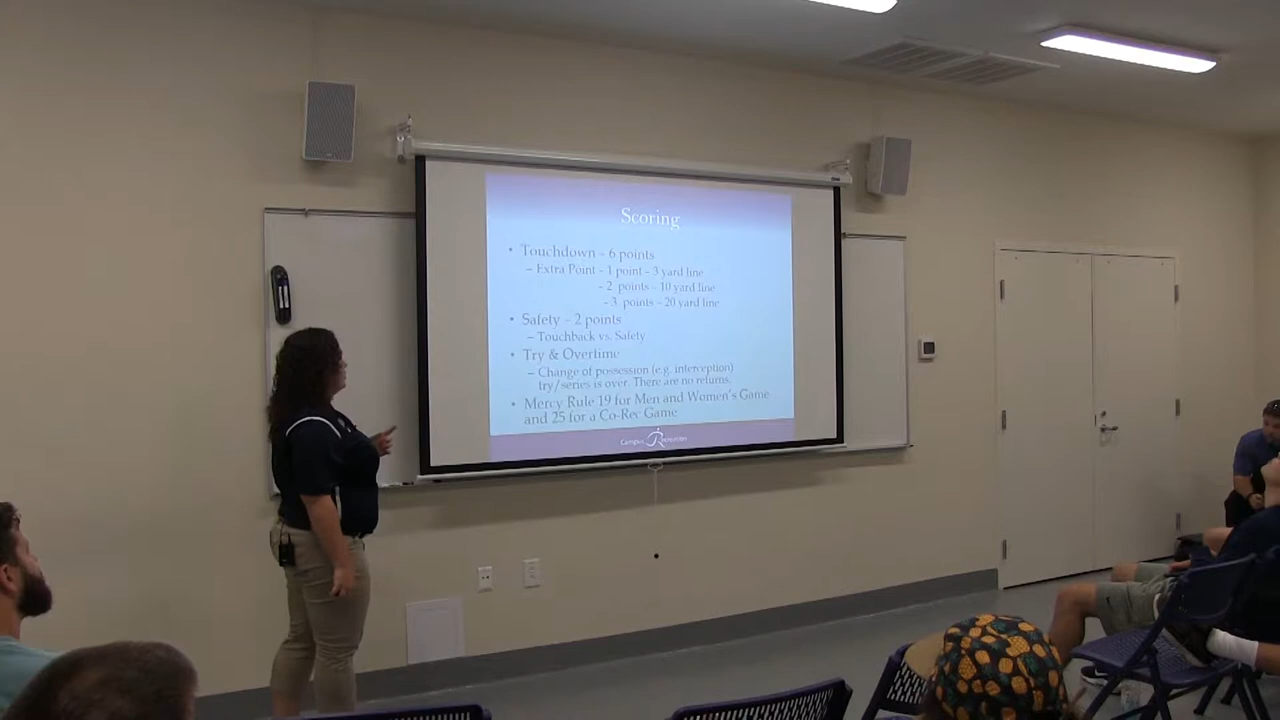 Scoring
• Touchdown - 6 points
– Extra Point - 1 point - 3 yard line
- 2 points - 10 yard line
- 3 points - 20 yard line
• Safety - 2 points
– Touchback vs. Safety
• Try & Overtime
– Change of possession (e.g. interception)
try/series is over. There are no returns.
• Mercy Rule 19 for Men and Women's Game
and 25 for a Co-Rec Game
Campus Recreation